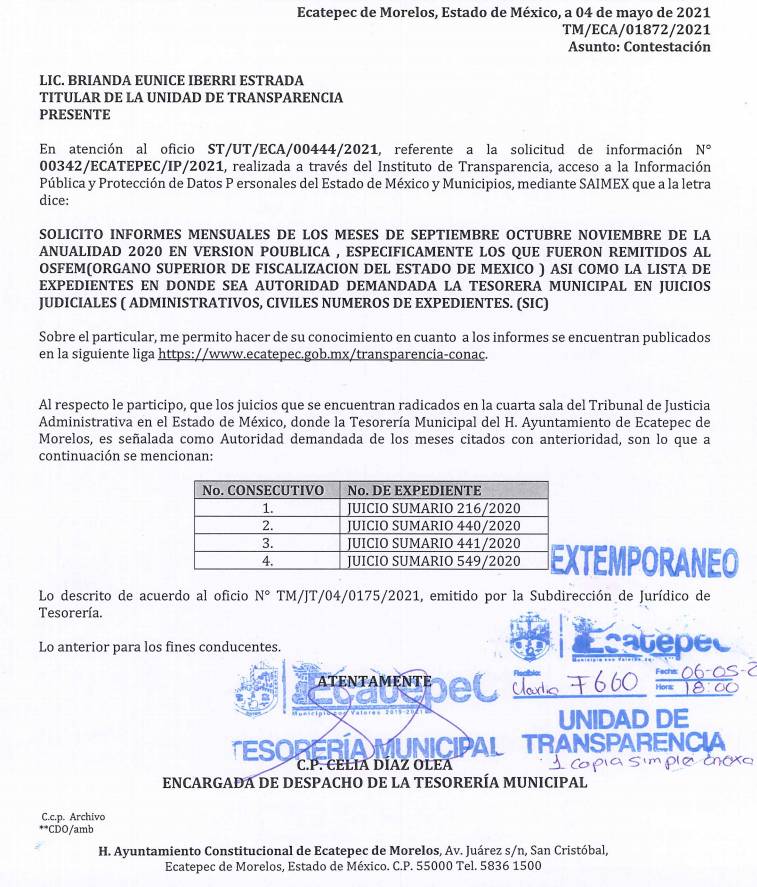 Ecatepec de Morelos, Estado de México, a 04 de mayo de 2021
TM/ECA/01872/2021
Asunto: Contestación
LIC. BRIANDA EUNICE IBERRI ESTRADA
TITULAR DE LA UNIDAD DE TRANSPARENCIA
PRESENTE
En atención al oficio ST/UT/ECA/00444/2021, referente a la solicitud de información N°
00342/ECATEPEC/IP/2021, realizada a través del Instituto de Transparencia, acceso a la Información
Pública y Protección de Datos P ersonales del Estado de México y Municipios, mediante SAIMEX que a la letra
dice:
SOLICITO INFORMES MENSUALES DE LOS MESES DE SEPTIEMBRE OCTUBRE NOVIEMBRE DE LA
ANUALIDAD 2020 EN VERSION POUBLICA , ESPECIFICAMENTE LOS QUE FUERON REMITIDOS AL
OSFEM(ORGANO SUPERIOR DE FISCALIZACION DEL ESTADO DE MEXICO ) ASI COMO LA LISTA DE
EXPEDIENTES EN DONDE SEA AUTORIDAD DEMANDADA LA TESORERA MUNICIPAL EN JUICIOS
JUDICIALES ( ADMINISTRATIVOS, CIVILES NUMEROS DE EXPEDIENTES. (SIC)
Sobre el particular, me permito hacer de su conocimiento en cuanto a los informes se encuentran publicados
en la siguiente liga https://www.ecatepec.gob.mx/transparencia-conac.
Al respecto le participo, que los juicios que se encuentran radicados en la cuarta sala del Tribunal de Justicia
Administrativa en el Estado de México, donde la Tesorería Municipal del H. Ayuntamiento de Ecatepec de
Morelos, es señalada como Autoridad demandada de los meses citados con anterioridad, son lo que a
continuación se mencionan:
No. CONSECUTIVO No. DE EXPEDIENTE
1. JUICIO SUMARIO 216/2020
2. JUICIO SUMARIO 440/2020
3. JUICIO SUMARIO 441/2020
4. JUICIO SUMARIO 549/2020
EXTEMPORANEO
Lo descrito de acuerdo al oficio N° TM/JT/04/0175/2021, emitido por la Subdirección de Jurídico de
Tesorería.
Lo anterior para los fines conducentes.
Ecatepec
Fecha: 06-05-2
Claudia 7660 Hora: 18:00
UNIDAD DE
TRANSPARENCIA
1 copia simple anexa
ATENTAMENTE
Ecatepec
Municipio con Valores 2019-2021
TESORERÍA MUNICIPAL
C.P. CELIA DÍAZ OLEA
ENCARGADA DE DESPACHO DE LA TESORERÍA MUNICIPAL
C.c.p. Archivo
**CDO/amb
H. Ayuntamiento Constitucional de Ecatepec de Morelos, Av. Juárez s/n, San Cristóbal,
Ecatepec de Morelos, Estado de México. C.P. 55000 Tel. 5836 1500